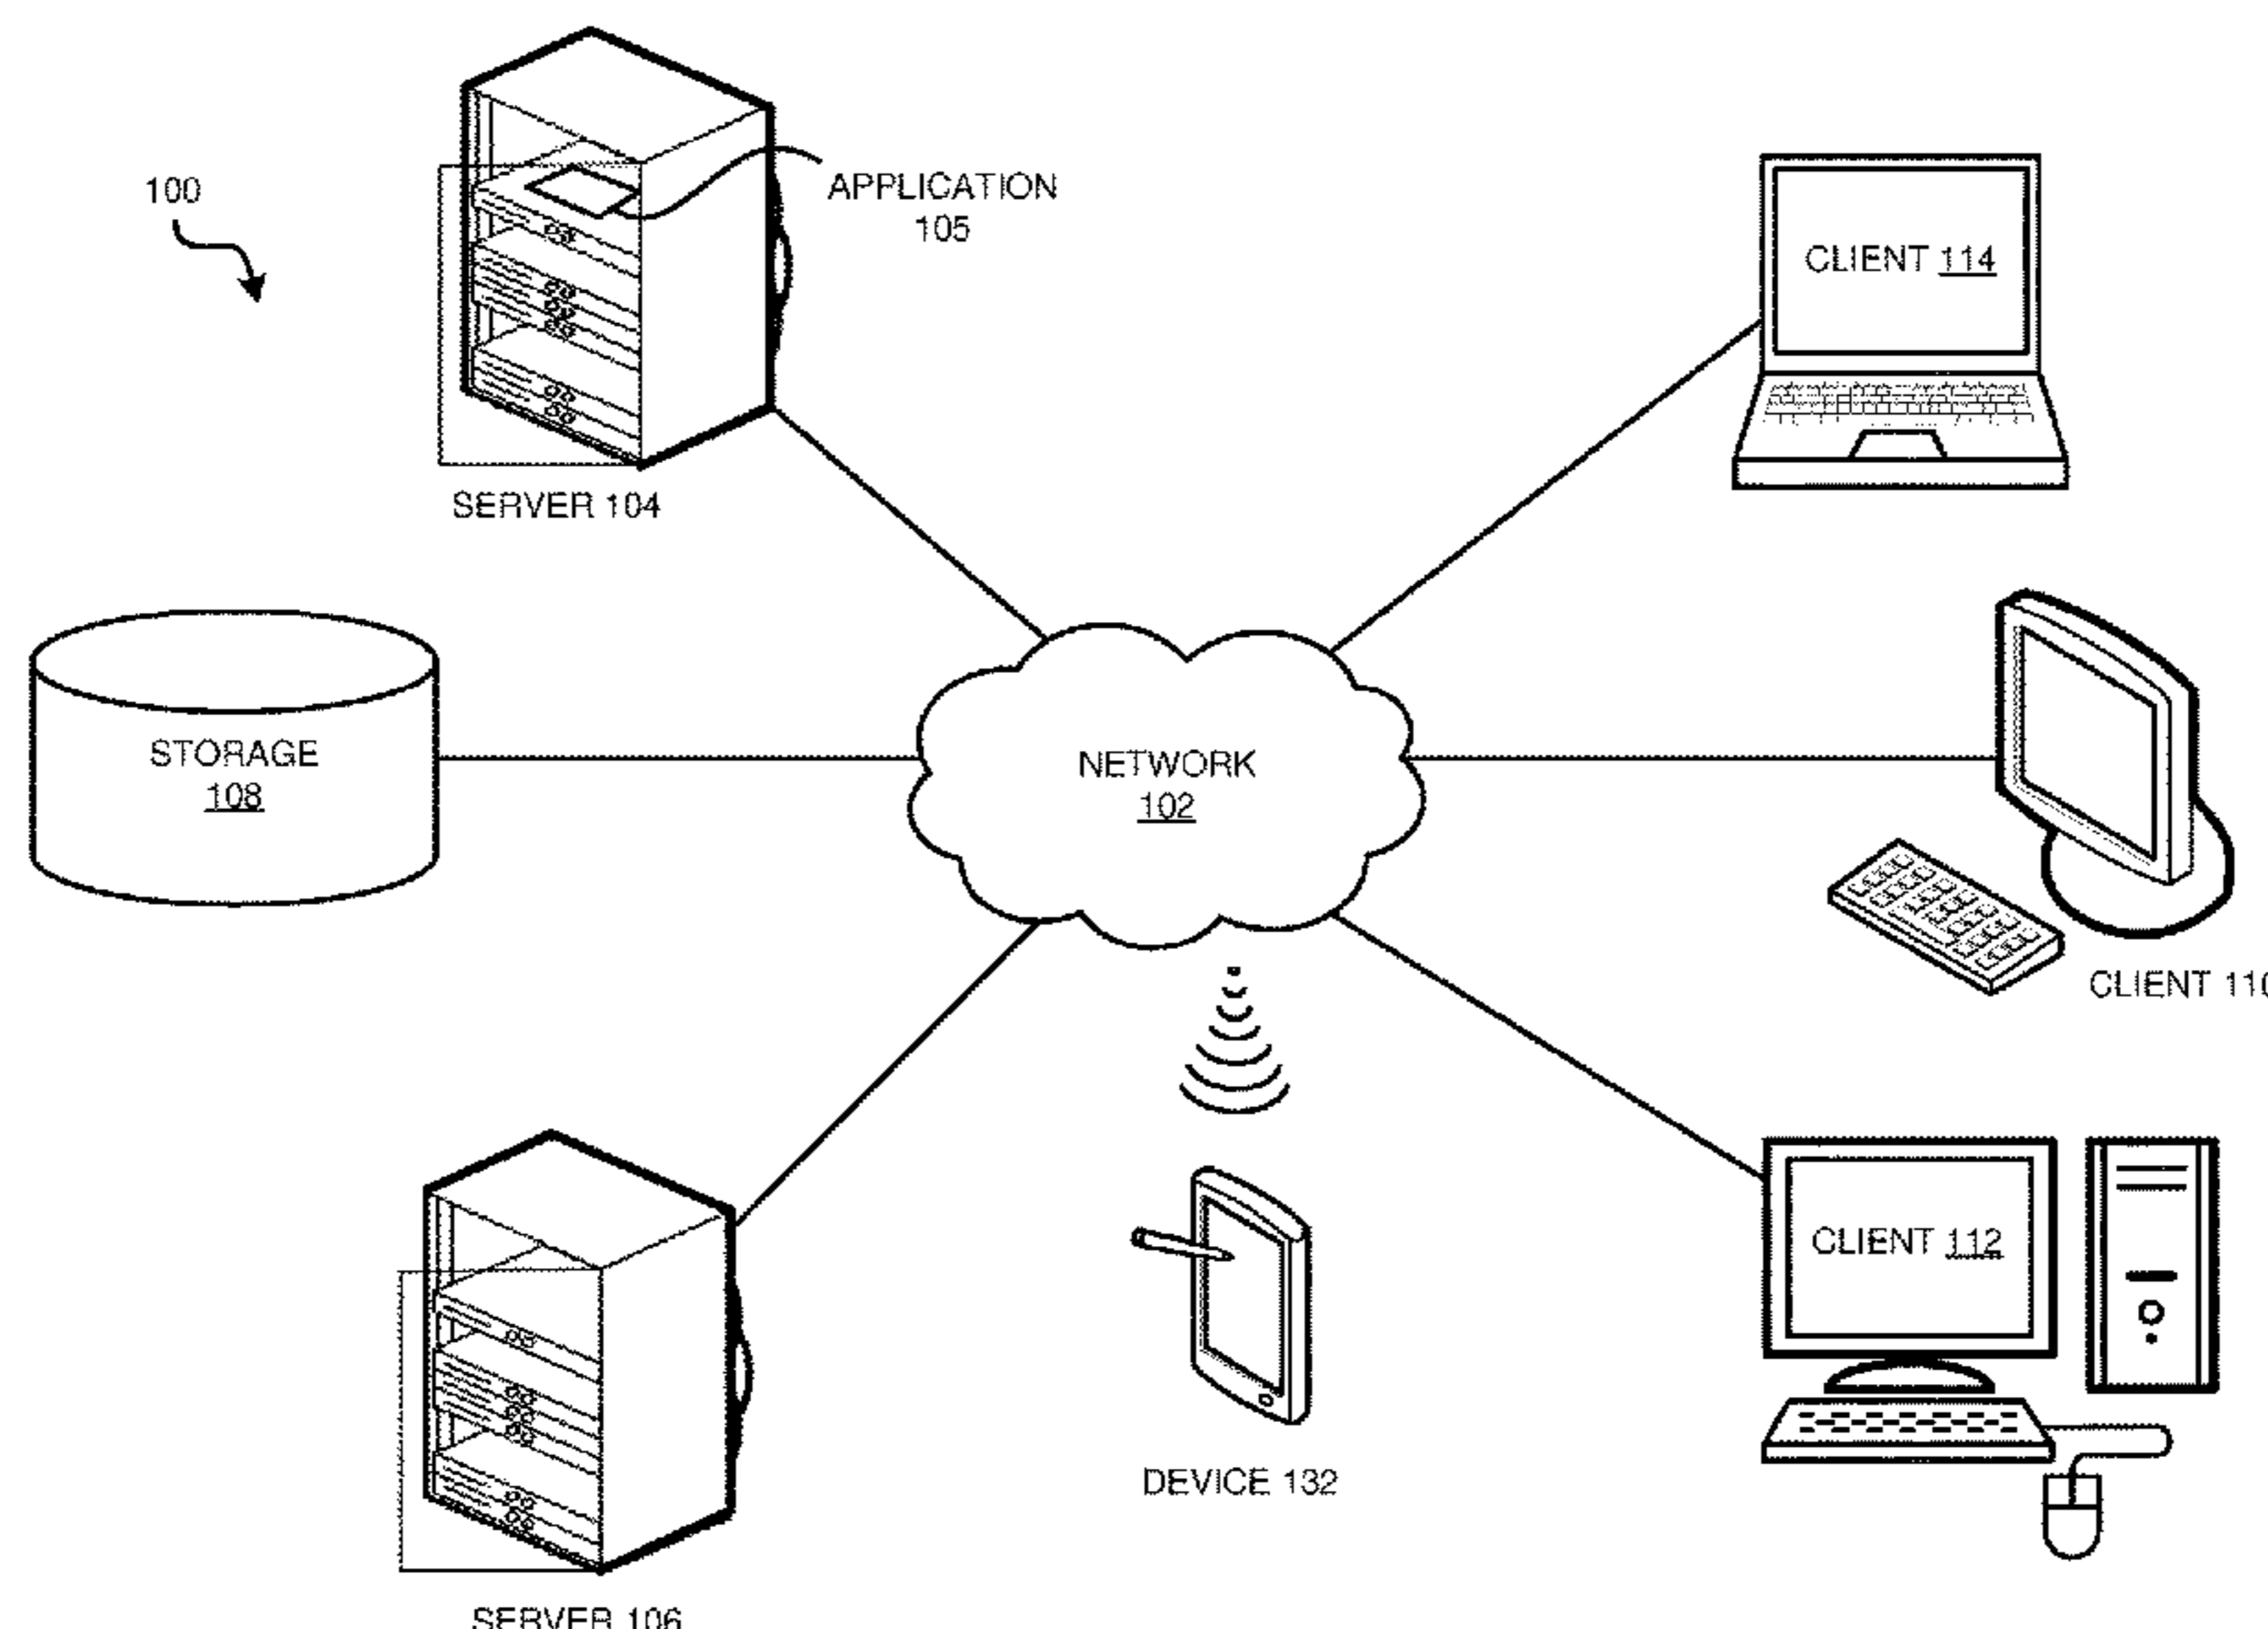 100
APPLICATION
105
CLIENT 114
SERVER 104
STORAGE
108
NETWORK
102
CLIENT 110
CLIENT 112
DEVICE 132
SERVER 106